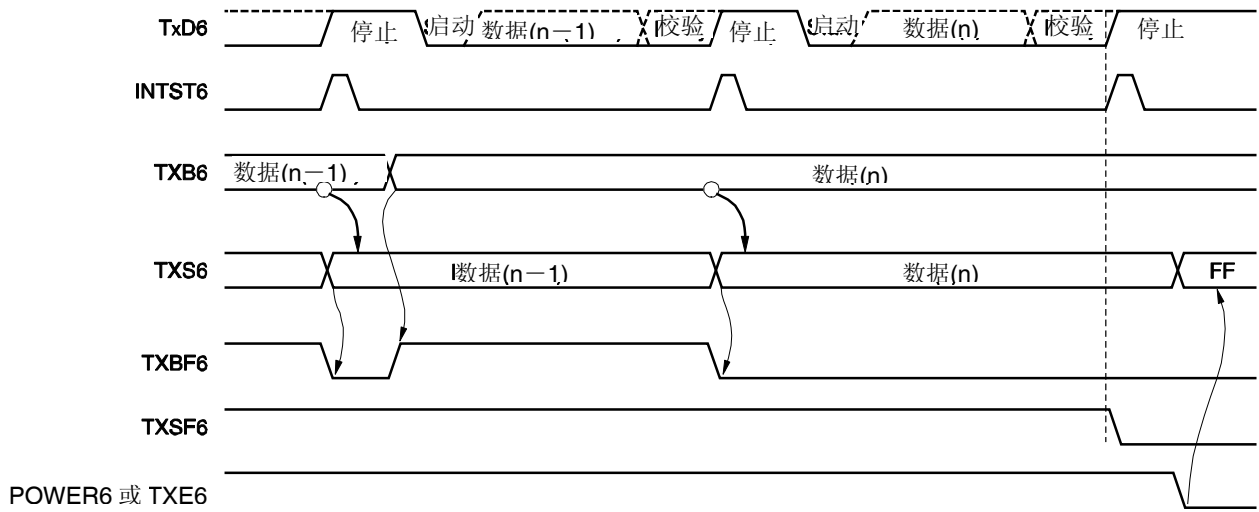 TxD6 停止 启动 数据(n－1) 校验 停止 启动 数据(n) 校验 停止
INTST6
TXB6 数据(n－1) 数据(n)
TXS6 数据(n－1) 数据(n) FF
TXBF6
TXSF6
POWER6 或 TXE6